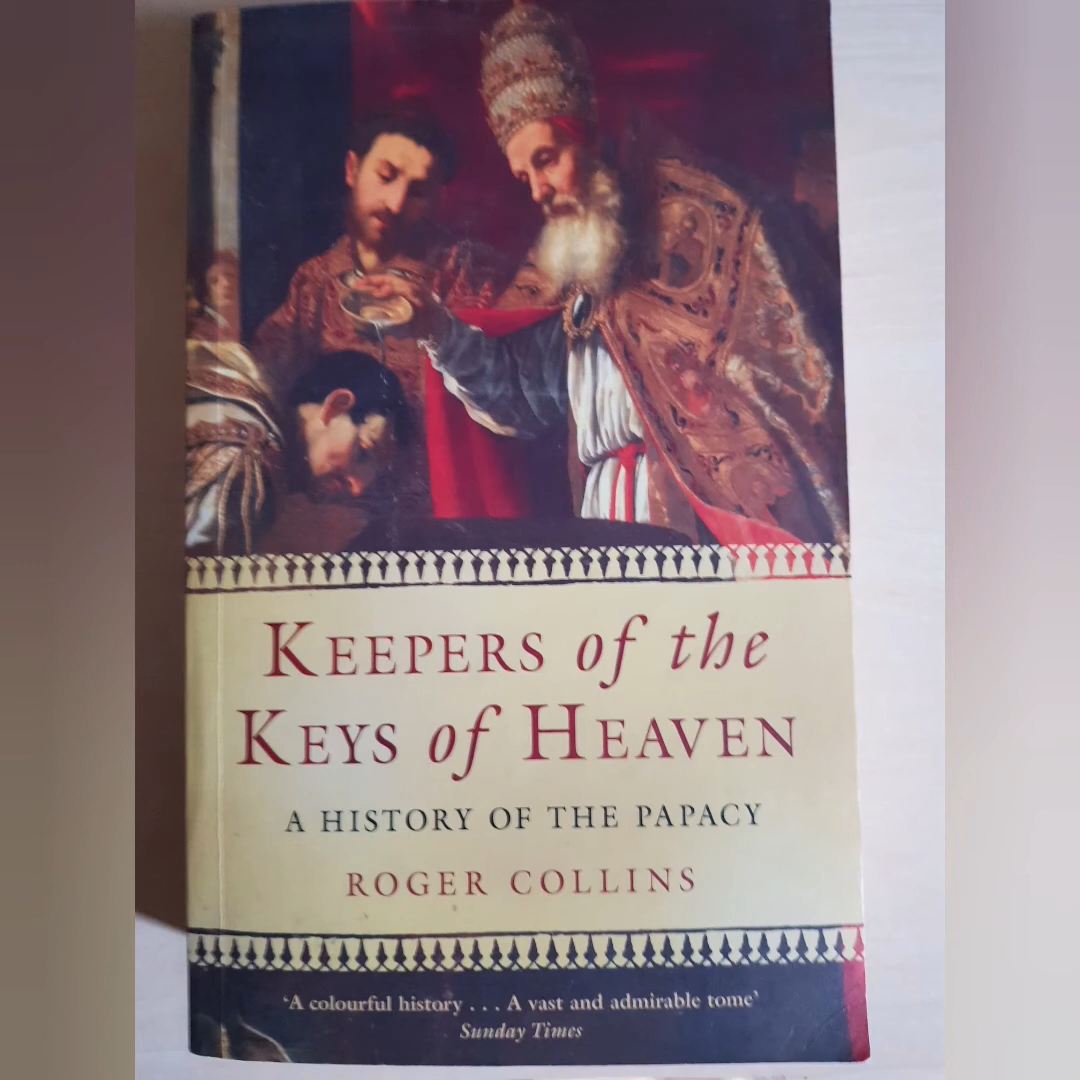 KEEPERS of the
KEYS of HEAVEN
A HISTORY OF THE PAPACY
ROGER COLLINS
‘A colourful history . . . A vast and admirable tome’
Sunday Times